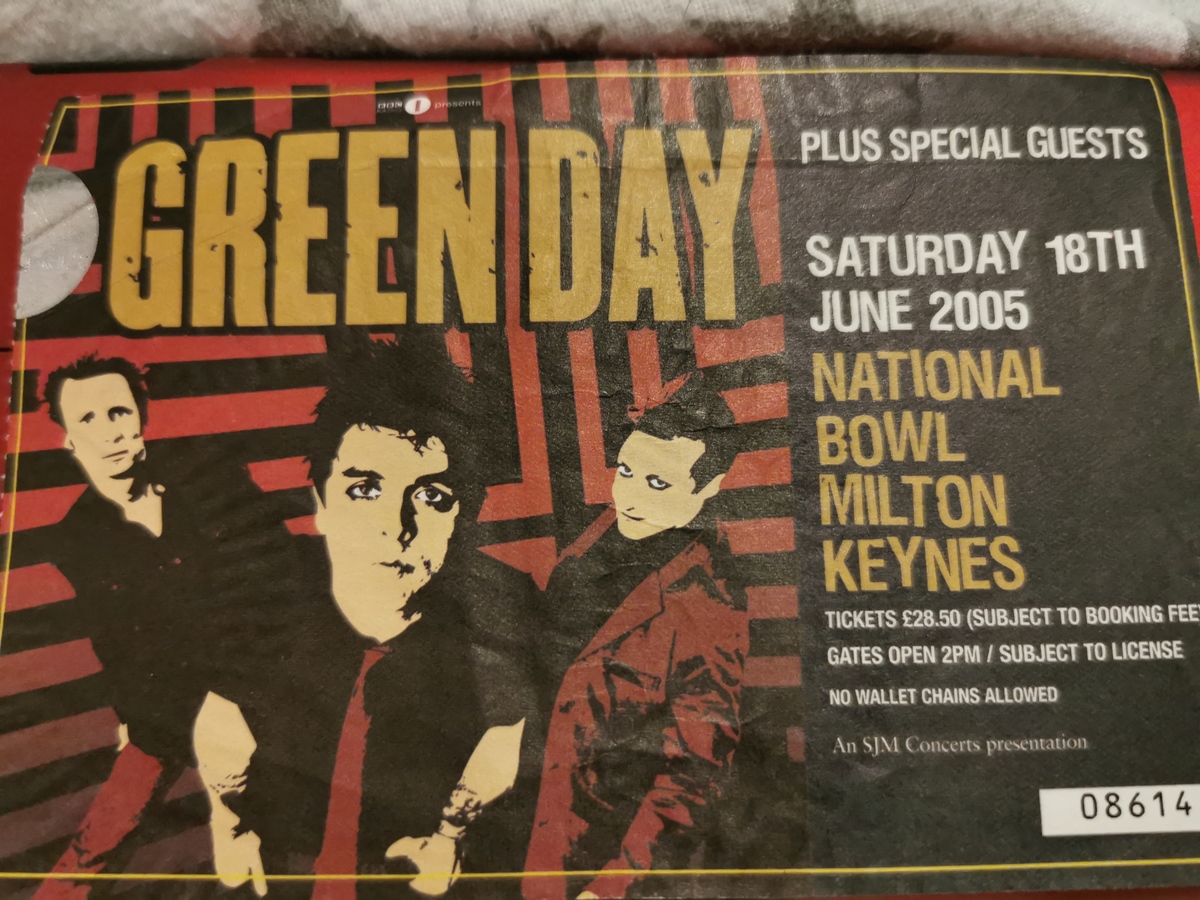 presents
GREEN DAY
PLUS SPECIAL GUESTS
SATURDAY 18TH
JUNE 2005
NATIONAL
BOWL
MILTON
KEYNES
TICKETS £28.50 (SUBJECT TO BOOKING FEE
GATES OPEN 2PM / SUBJECT TO LICENSE
NO WALLET CHAINS ALLOWED
An SJM Concerts presentation
08614